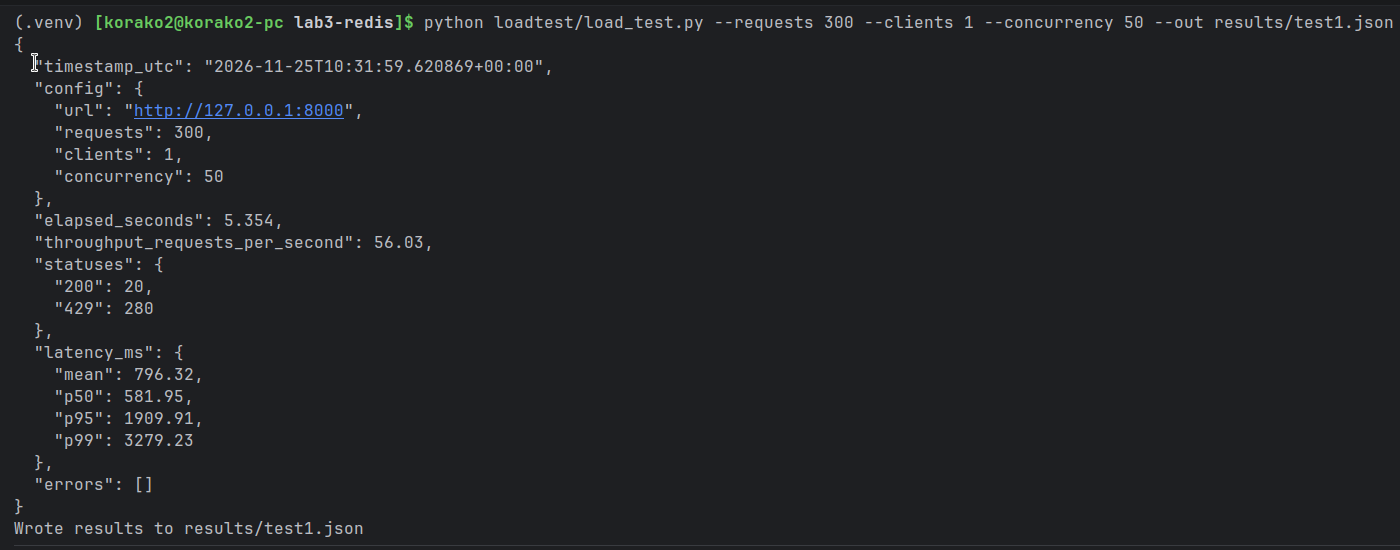 (.venv) [korako2@korako2-pc lab3-redis]$ python loadtest/load_test.py --requests 300 --clients 1 --concurrency 50 --out results/test1.json
{
  "timestamp_utc": "2026-11-25T10:31:59.620869+00:00",
  "config": {
    "url": "http://127.0.0.1:8000",
    "requests": 300,
    "clients": 1,
    "concurrency": 50
  },
  "elapsed_seconds": 5.354,
  "throughput_requests_per_second": 56.03,
  "statuses": {
    "200": 20,
    "429": 280
  },
  "latency_ms": {
    "mean": 796.32,
    "p50": 581.95,
    "p95": 1909.91,
    "p99": 3279.23
  },
  "errors": []
}
Wrote results to results/test1.json